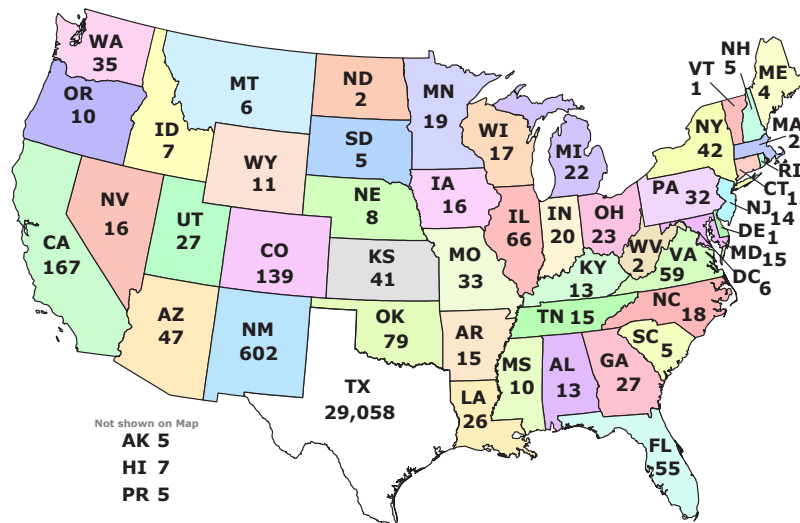 WA
35
OR
10
CA
167
NV
16
ID
7
MT
6
WY
11
UT
27
AZ
47
CO
139
NM
602
ND
2
SD
5
NE
8
KS
41
OK
79
TX
29,058
MN
19
IA
16
MO
33
AR
15
LA
26
WI
17
IL
66
MI
22
IN
20
OH
23
KY
13
TN 15
MS
10
AL
13
GA
27
FL
55
SC
5
NC
18
VA
59
WV
2
PA 32
NY
42
VT
1
NH
5
ME
4
MA
2
RI
CT
1
NJ
14
DE
1
MD
15
DC
6
Not shown on Map
AK 5
HI 7
PR 5